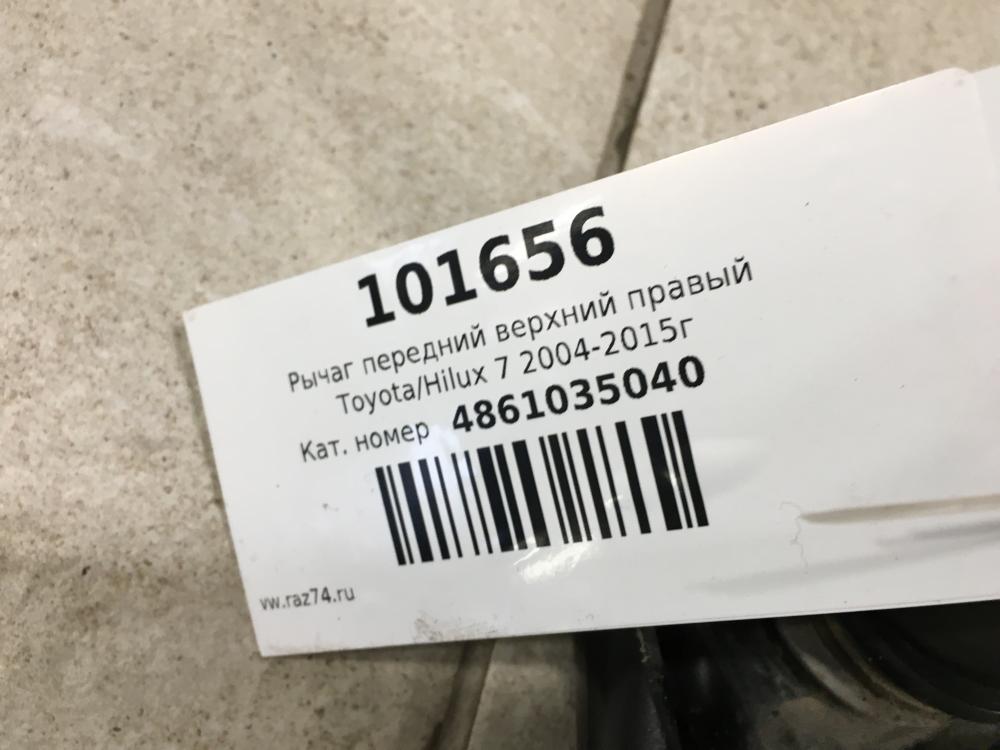 101656
Рычаг передний верхний правый
Toyota/Hilux 7 2004-2015г
Кат. номер 4861035040
vw.raz74.ru